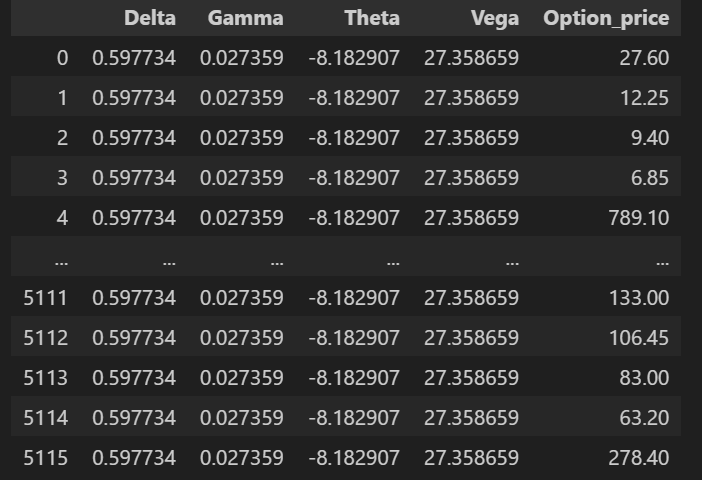 Delta Gamma Theta Vega Option_price
0 0.597734 0.027359 -8.182907 27.358659 27.60
1 0.597734 0.027359 -8.182907 27.358659 12.25
2 0.597734 0.027359 -8.182907 27.358659 9.40
3 0.597734 0.027359 -8.182907 27.358659 6.85
4 0.597734 0.027359 -8.182907 27.358659 789.10
... ... ... ... ... ...
5111 0.597734 0.027359 -8.182907 27.358659 133.00
5112 0.597734 0.027359 -8.182907 27.358659 106.45
5113 0.597734 0.027359 -8.182907 27.358659 83.00
5114 0.597734 0.027359 -8.182907 27.358659 63.20
5115 0.597734 0.027359 -8.182907 27.358659 278.40